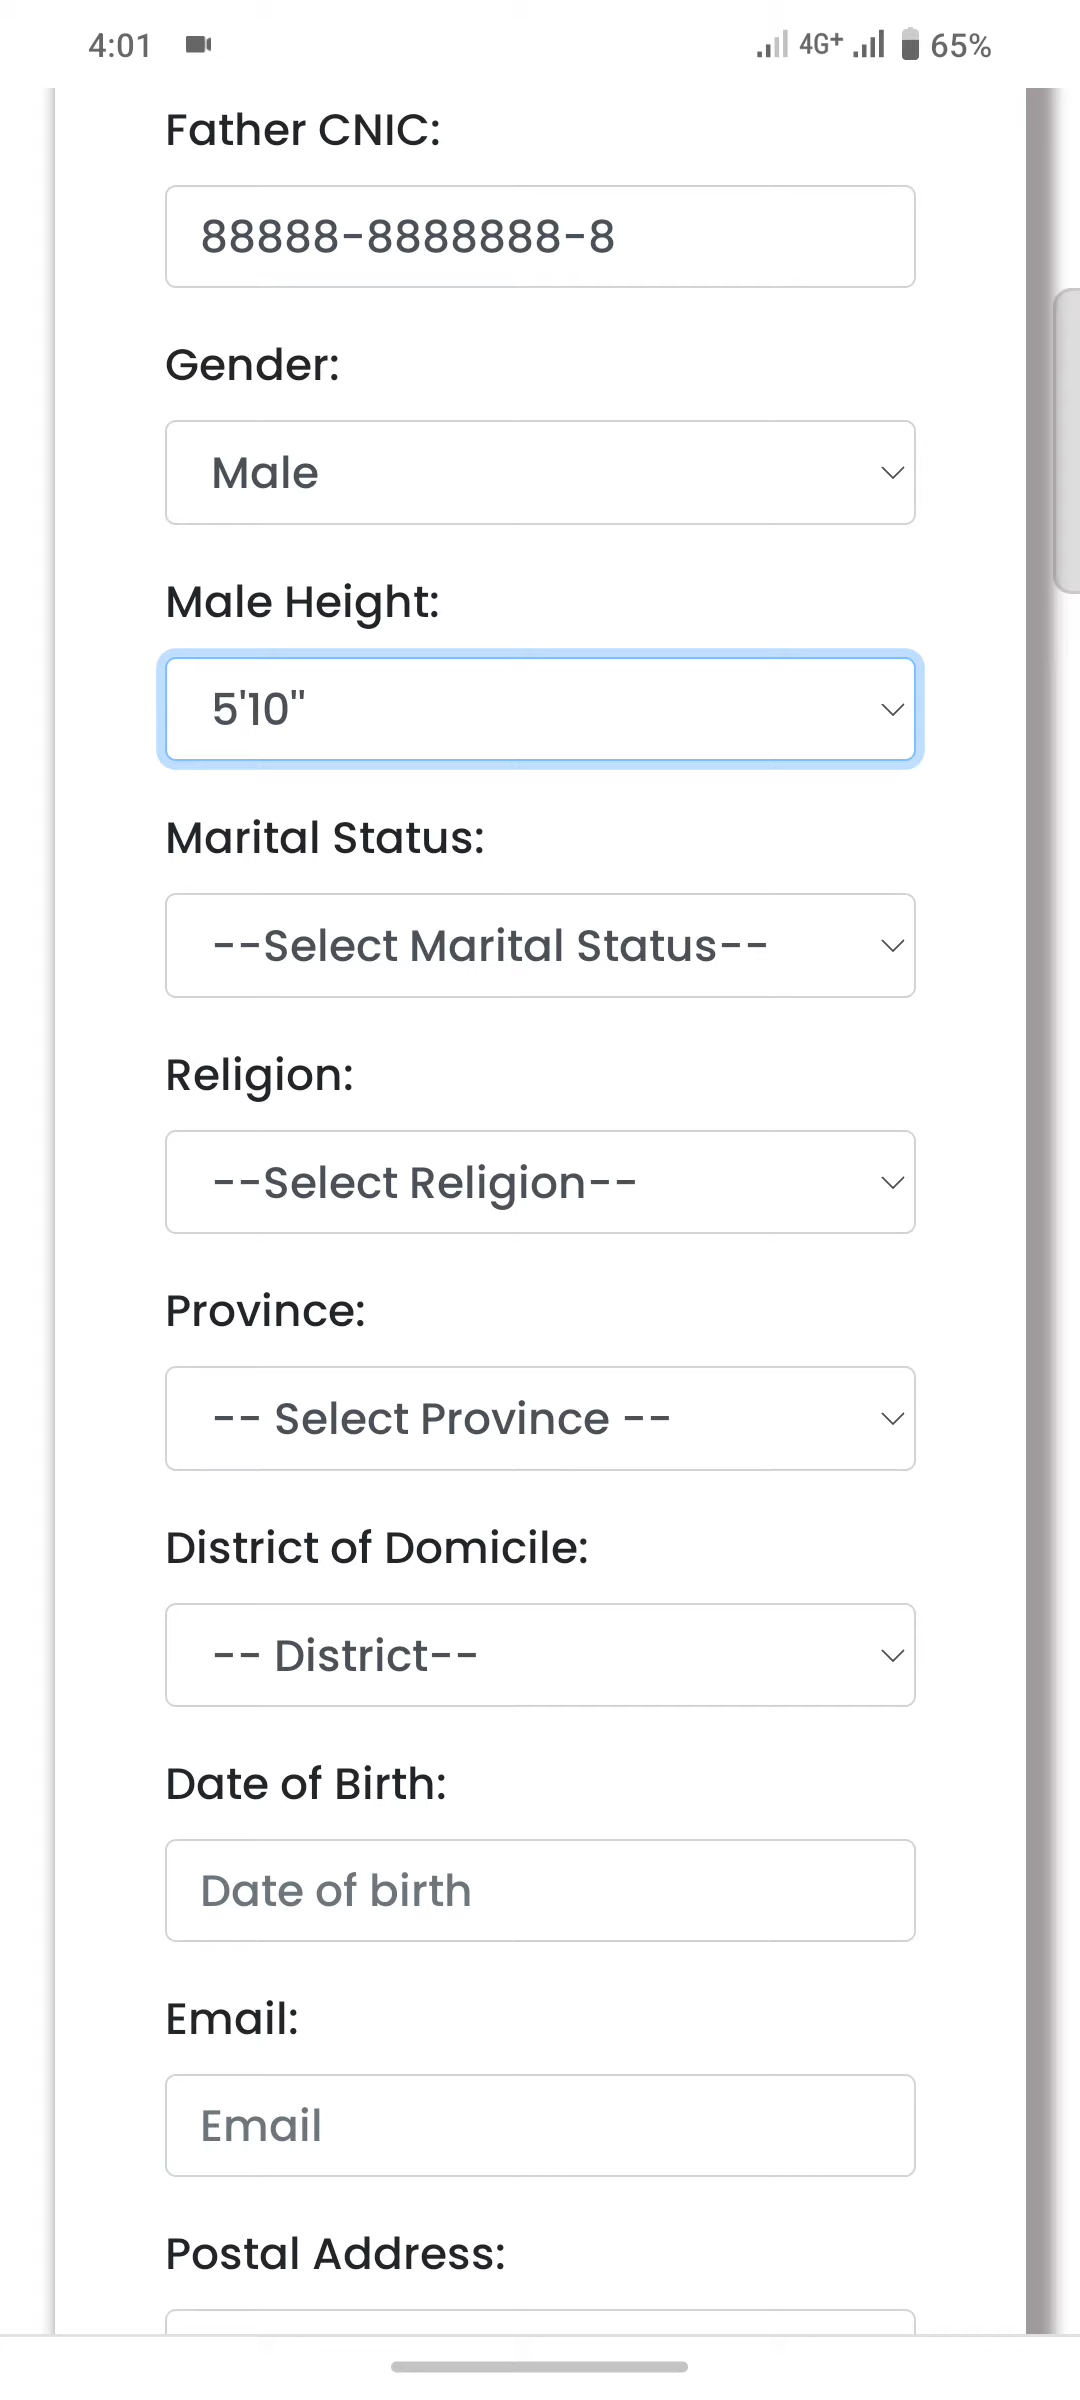 4:01 4G+ 65%
Father CNIC:
88888-8888888-8
Gender:
Male
Male Height:
5'10"
Marital Status:
--Select Marital Status--
Religion:
--Select Religion--
Province:
-- Select Province --
District of Domicile:
-- District--
Date of Birth:
Date of birth
Email:
Email
Postal Address: